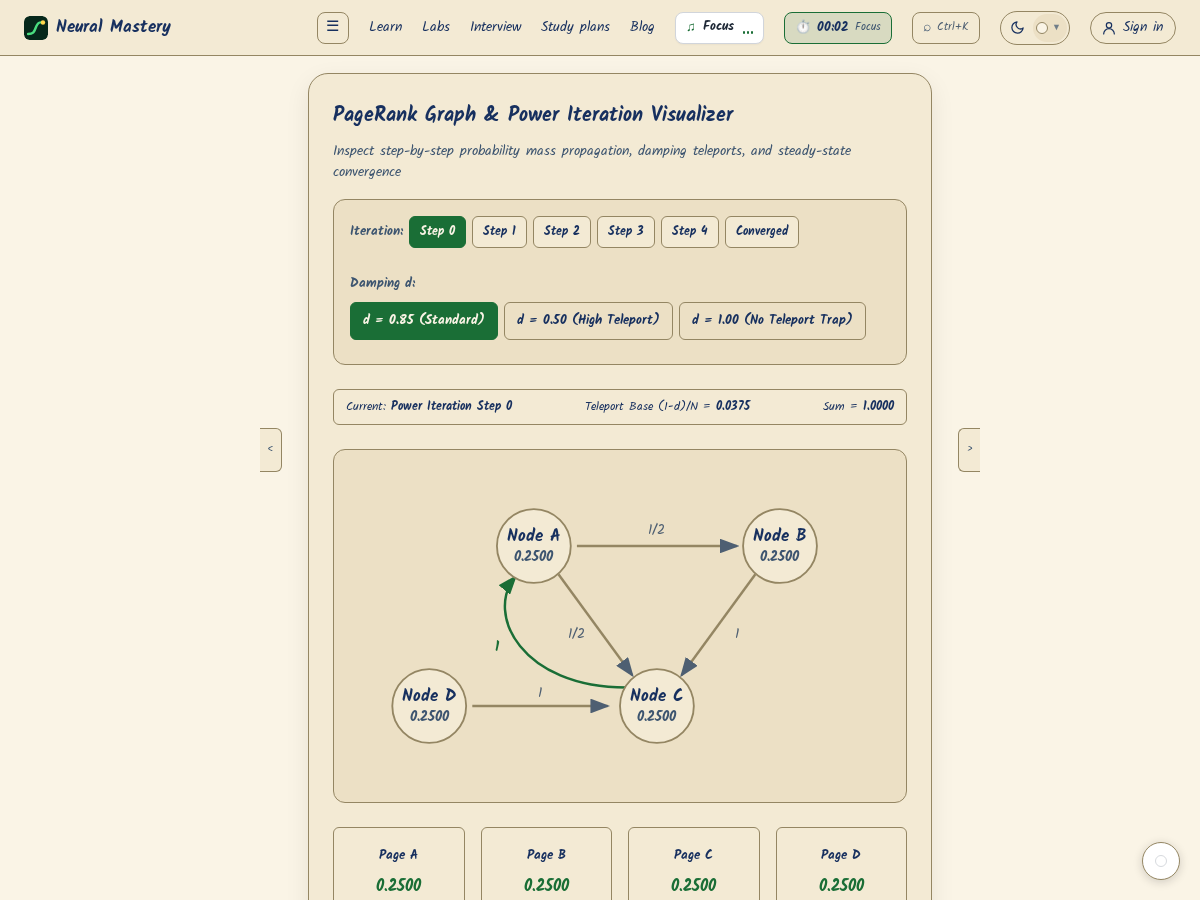 Neural Mastery
☰
Learn
Labs
Interview
Study plans
Blog
♫ Focus ...
⏱️ 00:02 Focus
⌕ Ctrl+K
▼
Sign in
PageRank Graph & Power Iteration Visualizer
Inspect step-by-step probability mass propagation, damping teleports, and steady-state
convergence
Iteration: Step 0 Step 1 Step 2 Step 3 Step 4 Converged
Damping d:
d = 0.85 (Standard) d = 0.50 (High Teleport) d = 1.00 (No Teleport Trap)
Current: Power Iteration Step 0 Teleport Base (1-d)/N = 0.0375 Sum = 1.0000
<
>
1/2
Node A
0.2500
Node B
0.2500
1/2
1
1
1
Node D
0.2500
Node C
0.2500
Page A
0.2500
Page B
0.2500
Page C
0.2500
Page D
0.2500